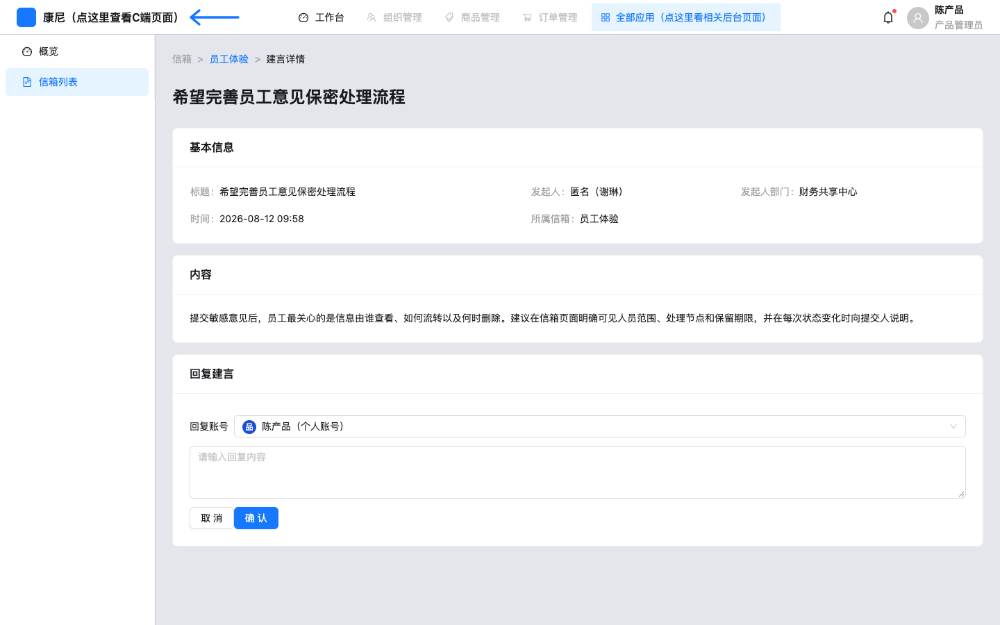 康尼（点这里查看C端页面）
工作台
组织管理
商品管理
订单管理
全部应用（点这里看相关后台页面）
陈产品
产品管理员
概览
信箱列表
信箱 > 员工体验 > 建言详情
希望完善员工意见保密处理流程
基本信息
标题：希望完善员工意见保密处理流程
发起人：匿名（谢琳）
发起人部门：财务共享中心
时间：2026-08-12 09:58
所属信箱：员工体验
内容
提交敏感意见后，员工最关心的是信息由谁查看、如何流转以及何时删除。建议在信箱页面明确可见人员范围、处理节点和保留期限，并在每次状态变化时向提交人说明。
回复建言
回复账号 品 陈产品（个人账号）
请输入回复内容
取 消
确 认